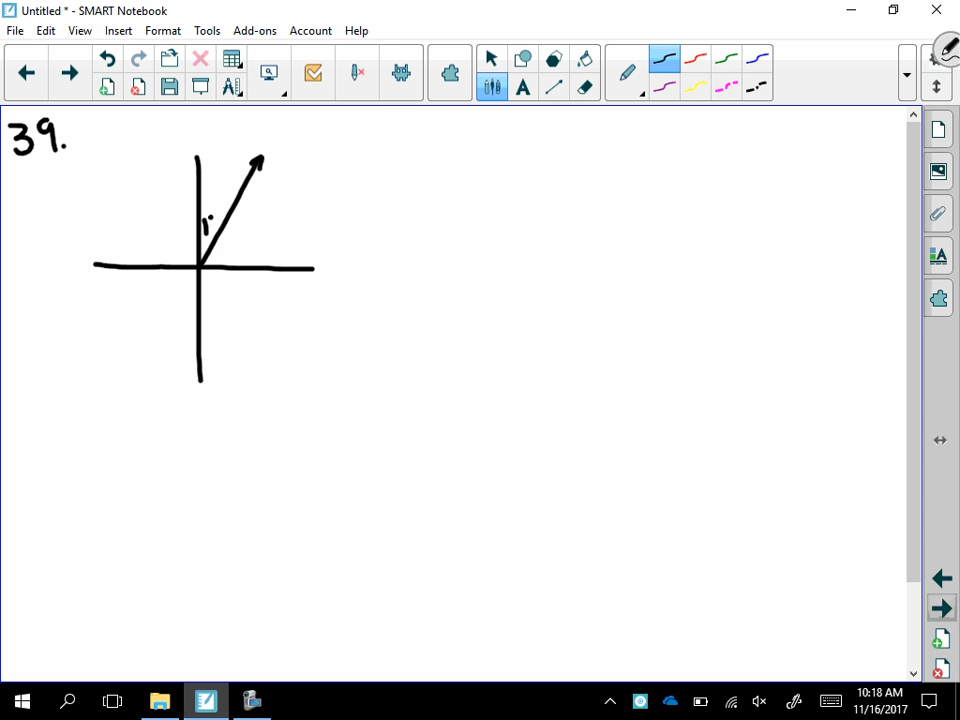 Untitled * - SMART Notebook
File Edit View Insert Format Tools Add-ons Account Help
39.
10:18 AM
11/16/2017